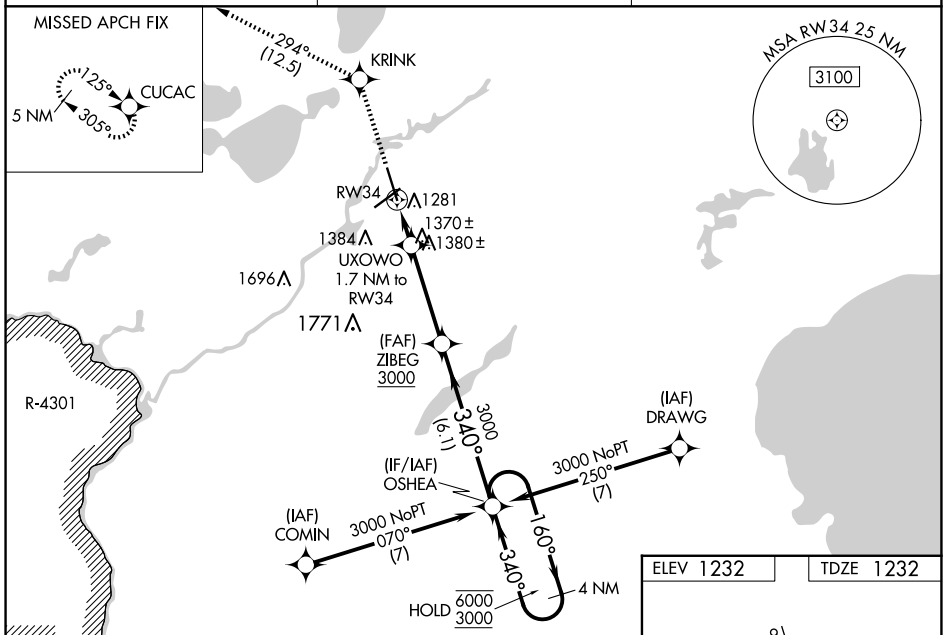 MISSED APCH FIX
125°
CUCAC
5 NM
305°
294°
(12.5)
KRINK
MSA RW34 25 NM
3100
RW34
1281
1370 ±
1384
1380 ±
UXOWO
1.7 NM to
RW34
1696
1771
(FAF)
ZIBEG
3000
R-4301
3000
340°
(6.1)
(IAF)
DRAWG
(IF/IAF)
OSHEA
3000 NoPT
250°
(7)
(IAF)
COMIN
3000 NoPT
070°
(7)
160°
340°
4 NM
HOLD
6000
3000
ELEV 1232
TDZE 1232